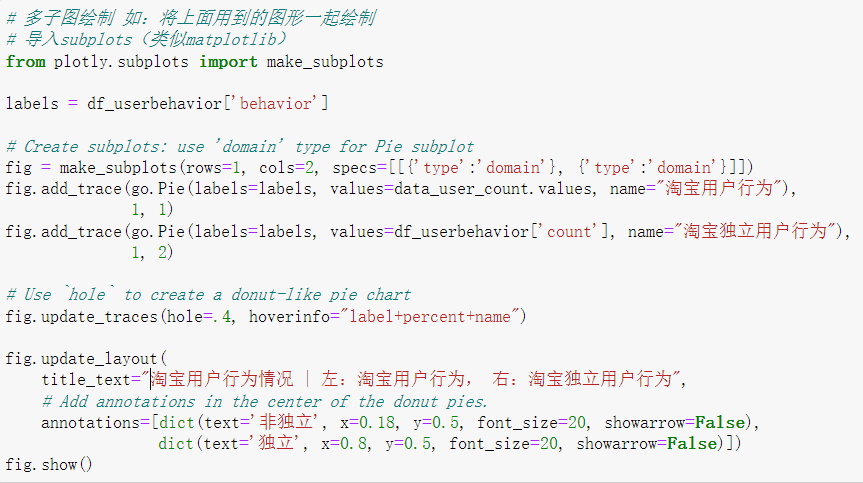 # 多子图绘制 如：将上面用到的图形一起绘制
# 导入subplots（类似matplotlib）
from plotly.subplots import make_subplots

labels = df_userbehavior['behavior']

# Create subplots: use 'domain' type for Pie subplot
fig = make_subplots(rows=1, cols=2, specs=[[{'type':'domain'}, {'type':'domain'}]])
fig.add_trace(go.Pie(labels=labels, values=data_user_count.values, name="淘宝用户行为"),
              1, 1)
fig.add_trace(go.Pie(labels=labels, values=df_userbehavior['count'], name="淘宝独立用户行为"),
              1, 2)

# Use `hole` to create a donut-like pie chart
fig.update_traces(hole=.4, hoverinfo="label+percent+name")

fig.update_layout(
    title_text="淘宝用户行为情况 | 左：淘宝用户行为， 右：淘宝独立用户行为",
    # Add annotations in the center of the donut pies.
    annotations=[dict(text='非独立', x=0.18, y=0.5, font_size=20, showarrow=False),
                 dict(text='独立', x=0.8, y=0.5, font_size=20, showarrow=False)])
fig.show()